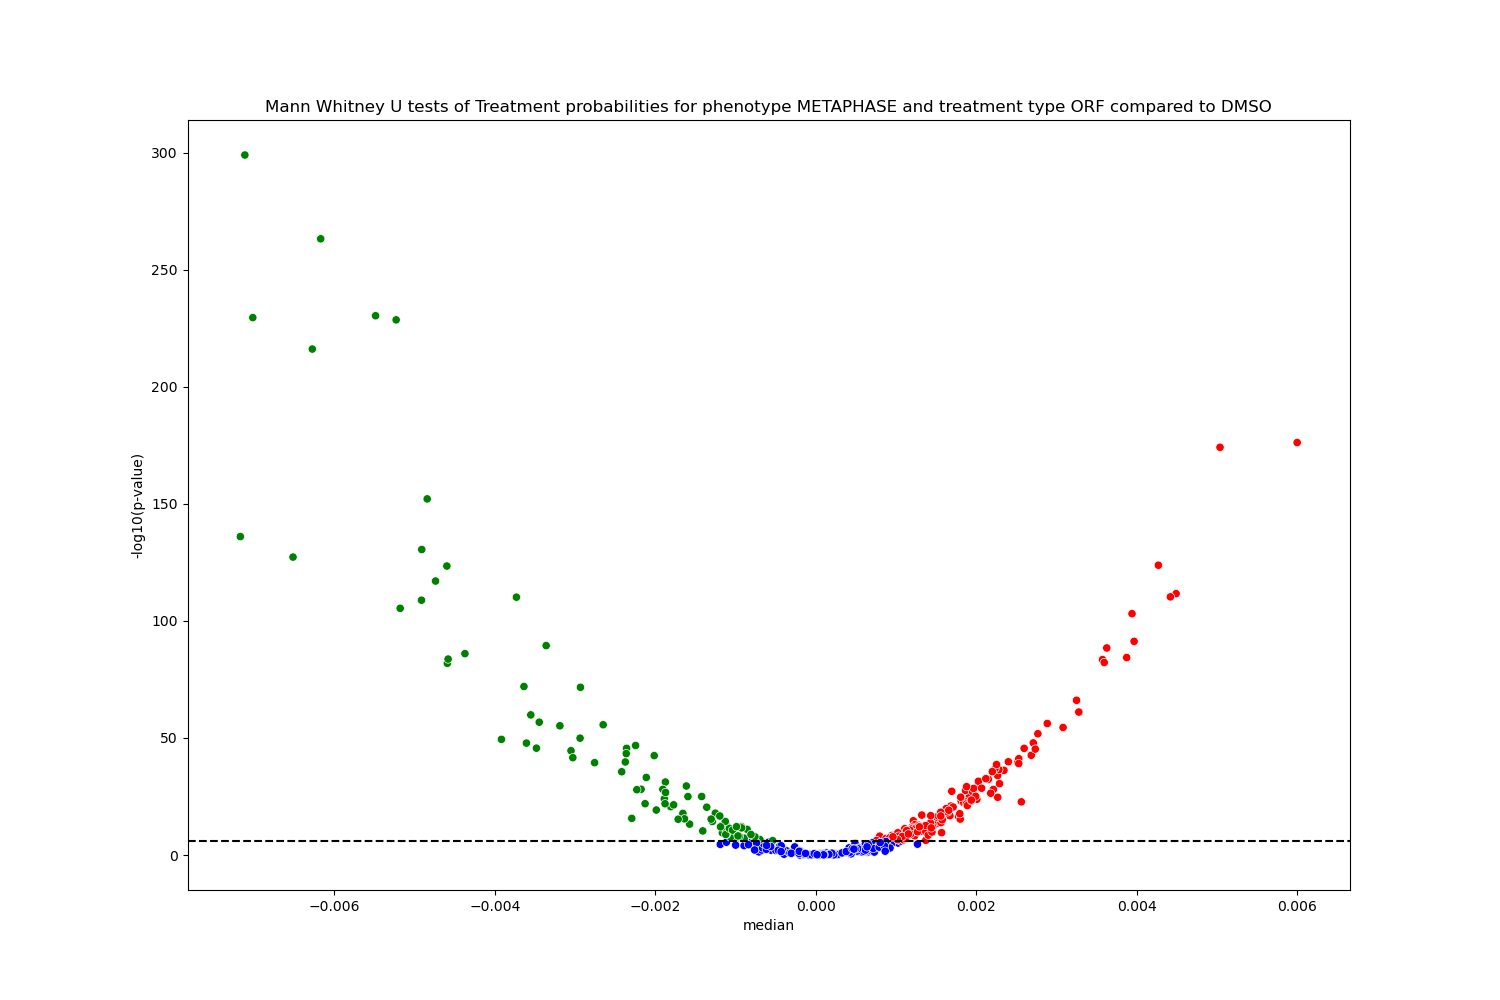 Mann Whitney U tests of Treatment probabilities for phenotype METAPHASE and treatment type ORF compared to DMSO
300
250
200
150
100
50
0
-log10(p-value)
−0.006 −0.004 −0.002 0.000 0.002 0.004 0.006
median